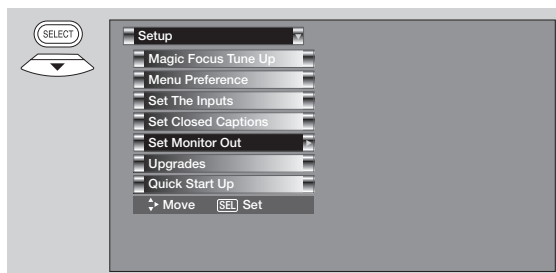 SELECT
Setup
Magic Focus Tune Up
Menu Preference
Set The Inputs
Set Closed Captions
Set Monitor Out
Upgrades
Quick Start Up
Move SEL Set